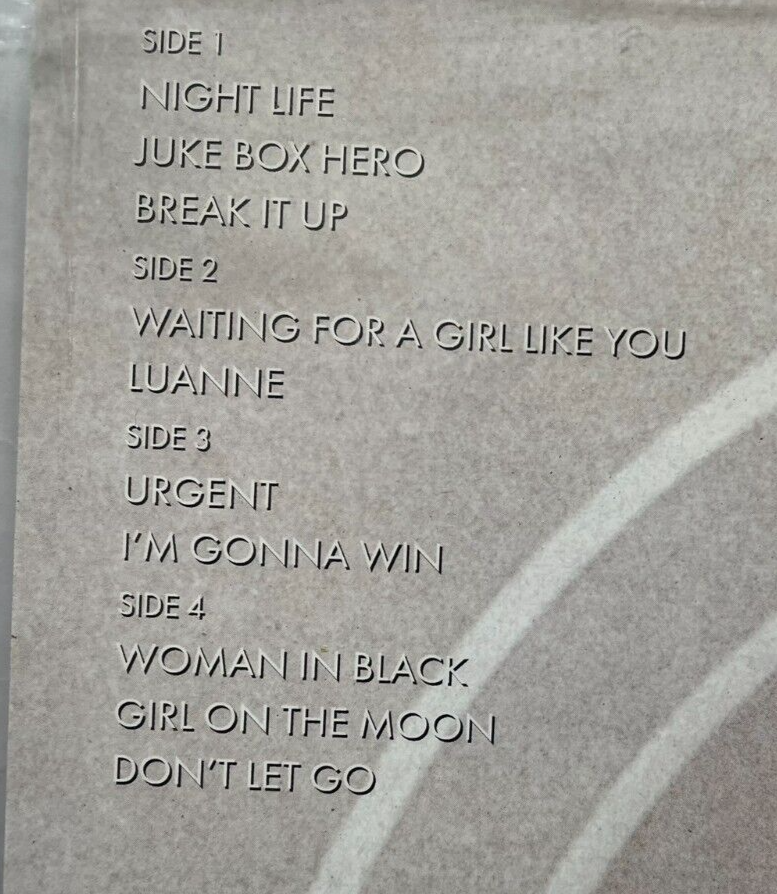 SIDE 1
NIGHT LIFE
JUKE BOX HERO
BREAK IT UP
SIDE 2
WAITING FOR A GIRL LIKE YOU
LUANNE
SIDE 3
URGENT
I'M GONNA WIN
SIDE 4
WOMAN IN BLACK
GIRL ON THE MOON
DON'T LET GO